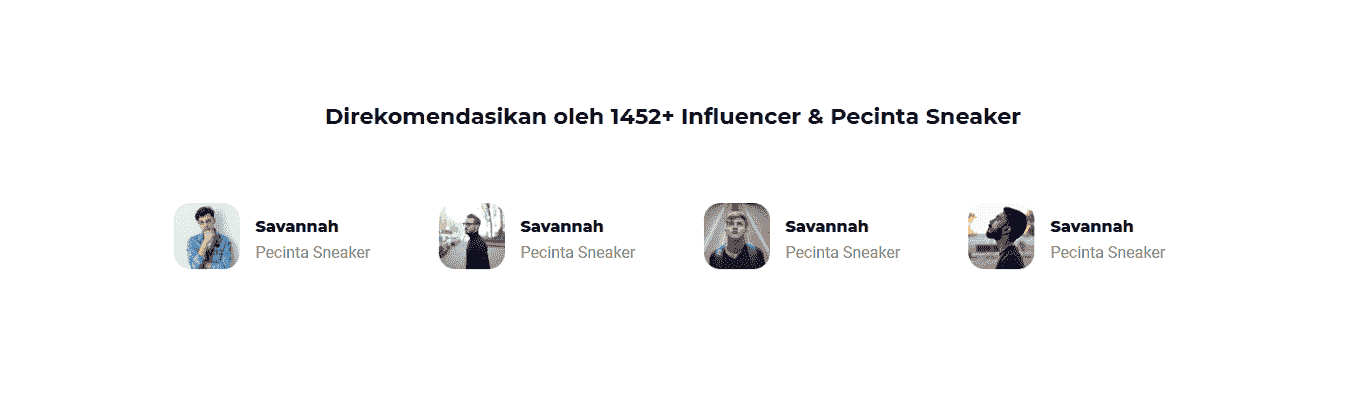 Direkomendasikan oleh 1452+ Influencer & Pecinta Sneaker
Savannah
Pecinta Sneaker
Savannah
Pecinta Sneaker
Savannah
Pecinta Sneaker
Savannah
Pecinta Sneaker